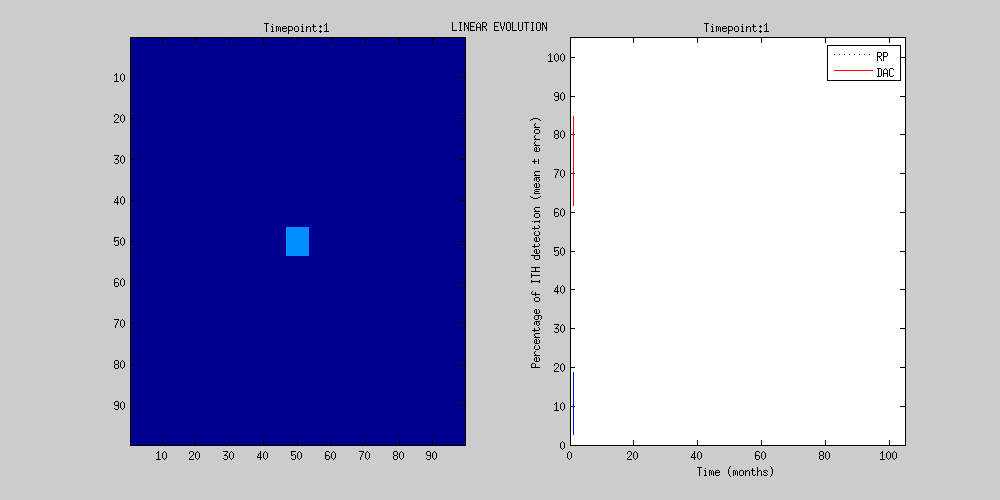 LINEAR EVOLUTION
Timepoint:1
10
20
30
40
50
60
70
80
90
10 20 30 40 50 60 70 80 90
Timepoint:1
RP
DAC
Percentage of ITH detection (mean ± error)
100
90
80
70
60
50
40
30
20
10
0
0 20 40 60 80 100
Time (months)